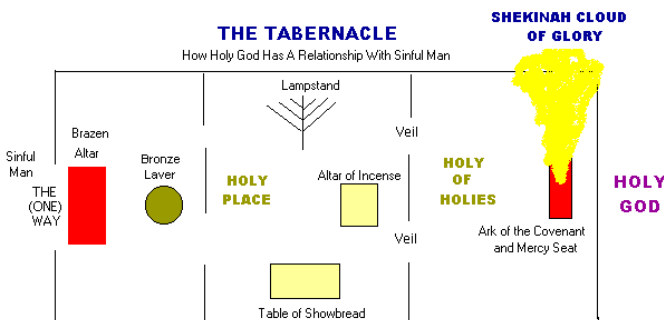 SHEKINAH CLOUD
OF GLORY
THE TABERNACLE
How Holy God Has A Relationship With Sinful Man
Lampstand
Brazen
Altar
Veil
Sinful
Man
Bronze
Laver
THE
(ONE)
WAY
HOLY
PLACE
Altar of Incense
HOLY
OF
HOLIES
HOLY
GOD
Veil
Ark of the Covenant
and Mercy Seat
Table of Showbread